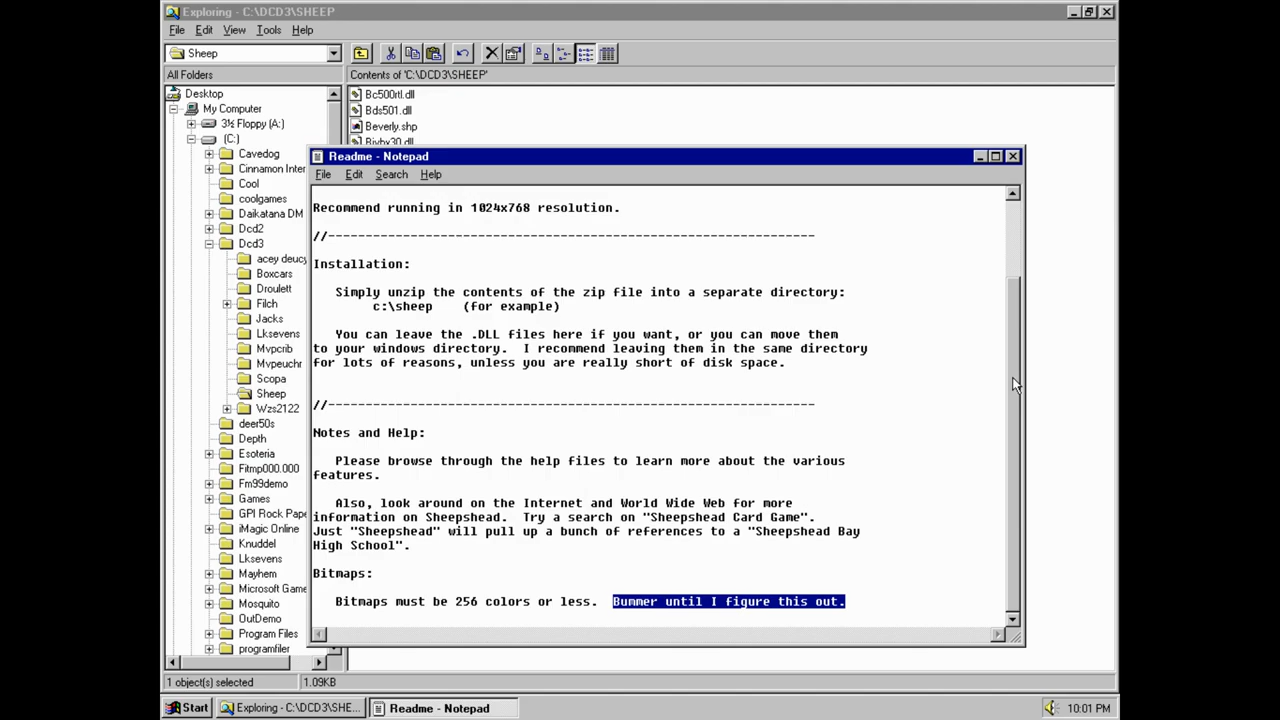 Exploring - C:\DCD3\SHEEP
File Edit View Tools Help
Sheep
All Folders
Contents of 'C:\DCD3\SHEEP'
Desktop
My Computer
3½ Floppy (A:)
(C:)
Cavedog
Cinnamon Inter
Cool
coolgames
Daikatana DM
Dcd2
Dcd3
acey deucy
Boxcars
Droulett
Filch
Jacks
Lksevens
Mvpcrib
Mvpeuchr
Scopa
Sheep
Wzs2122
deer50s
Depth
Esoteria
Fitmp000.000
Fm99demo
Games
GPI Rock Pape
iMagic Online
Knuddel
Lksevens
Mayhem
Microsoft Game
Mosquito
OutDemo
Program Files
programfiler
Bc500rtl.dll
Bds501.dll
Beverly.shp
Bivbx30.dll
Readme - Notepad
File Edit Search Help
Recommend running in 1024x768 resolution.
//-----------------------------------------------------------------
Installation:
Simply unzip the contents of the zip file into a separate directory:
c:\sheep (for example)
You can leave the .DLL files here if you want, or you can move them
to your windows directory. I recommend leaving them in the same directory
for lots of reasons, unless you are really short of disk space.
//-----------------------------------------------------------------
Notes and Help:
Please browse through the help files to learn more about the various
features.
Also, look around on the Internet and World Wide Web for more
information on Sheepshead. Try a search on "Sheepshead Card Game".
Just "Sheepshead" will pull up a bunch of references to a "Sheepshead Bay
High School".
Bitmaps:
Bitmaps must be 256 colors or less. Bummer until I figure this out.
1 object(s) selected
1.09KB
Start
Exploring - C:\DCD3\SHE...
Readme - Notepad
10:01 PM